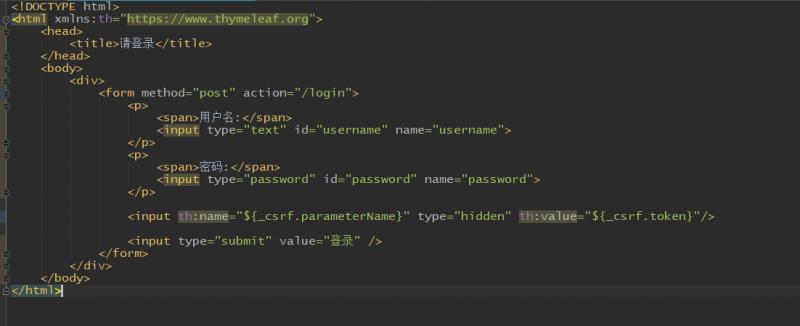 <!DOCTYPE html>
<html xmlns:th="https://www.thymeleaf.org">
<head>
<title>请登录</title>
</head>
<body>
<div>
<form method="post" action="/login">
<p>
<span>用户名:</span>
<input type="text" id="username" name="username">
</p>
<p>
<span>密码:</span>
<input type="password" id="password" name="password">
</p>
<input th:name="${_csrf.parameterName}" type="hidden" th:value="${_csrf.token}"/>
<input type="submit" value="登录" />
</form>
</div>
</body>
</html>